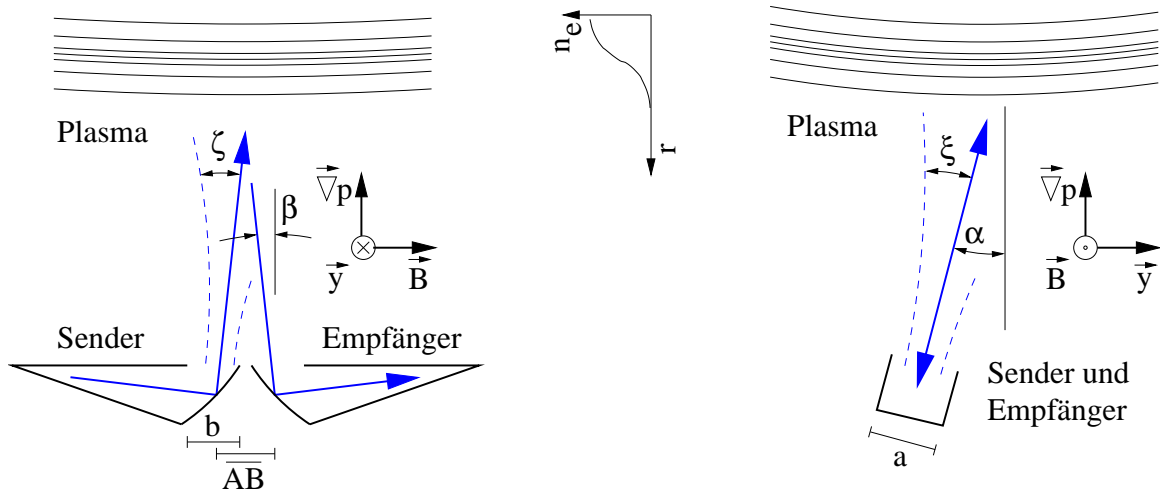 Plasma
ζ
β
∇p
y
B
Sender
Empfänger
b
AB
n_e
r
Plasma
ξ
α
∇p
B
y
Sender und
Empfänger
a